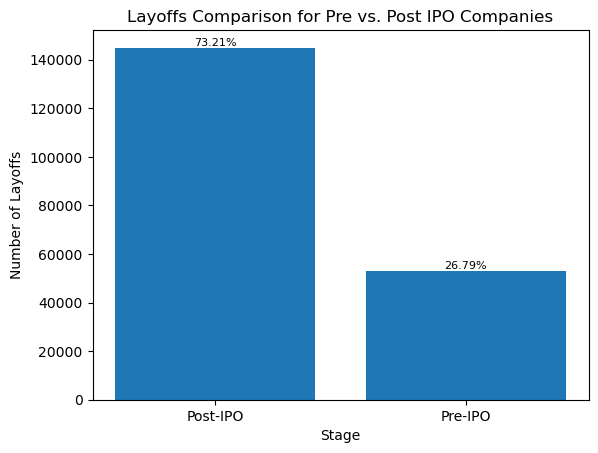 Layoffs Comparison for Pre vs. Post IPO Companies
Number of Layoffs
140000
120000
100000
80000
60000
40000
20000
0
73.21%
26.79%
Post-IPO
Pre-IPO
Stage